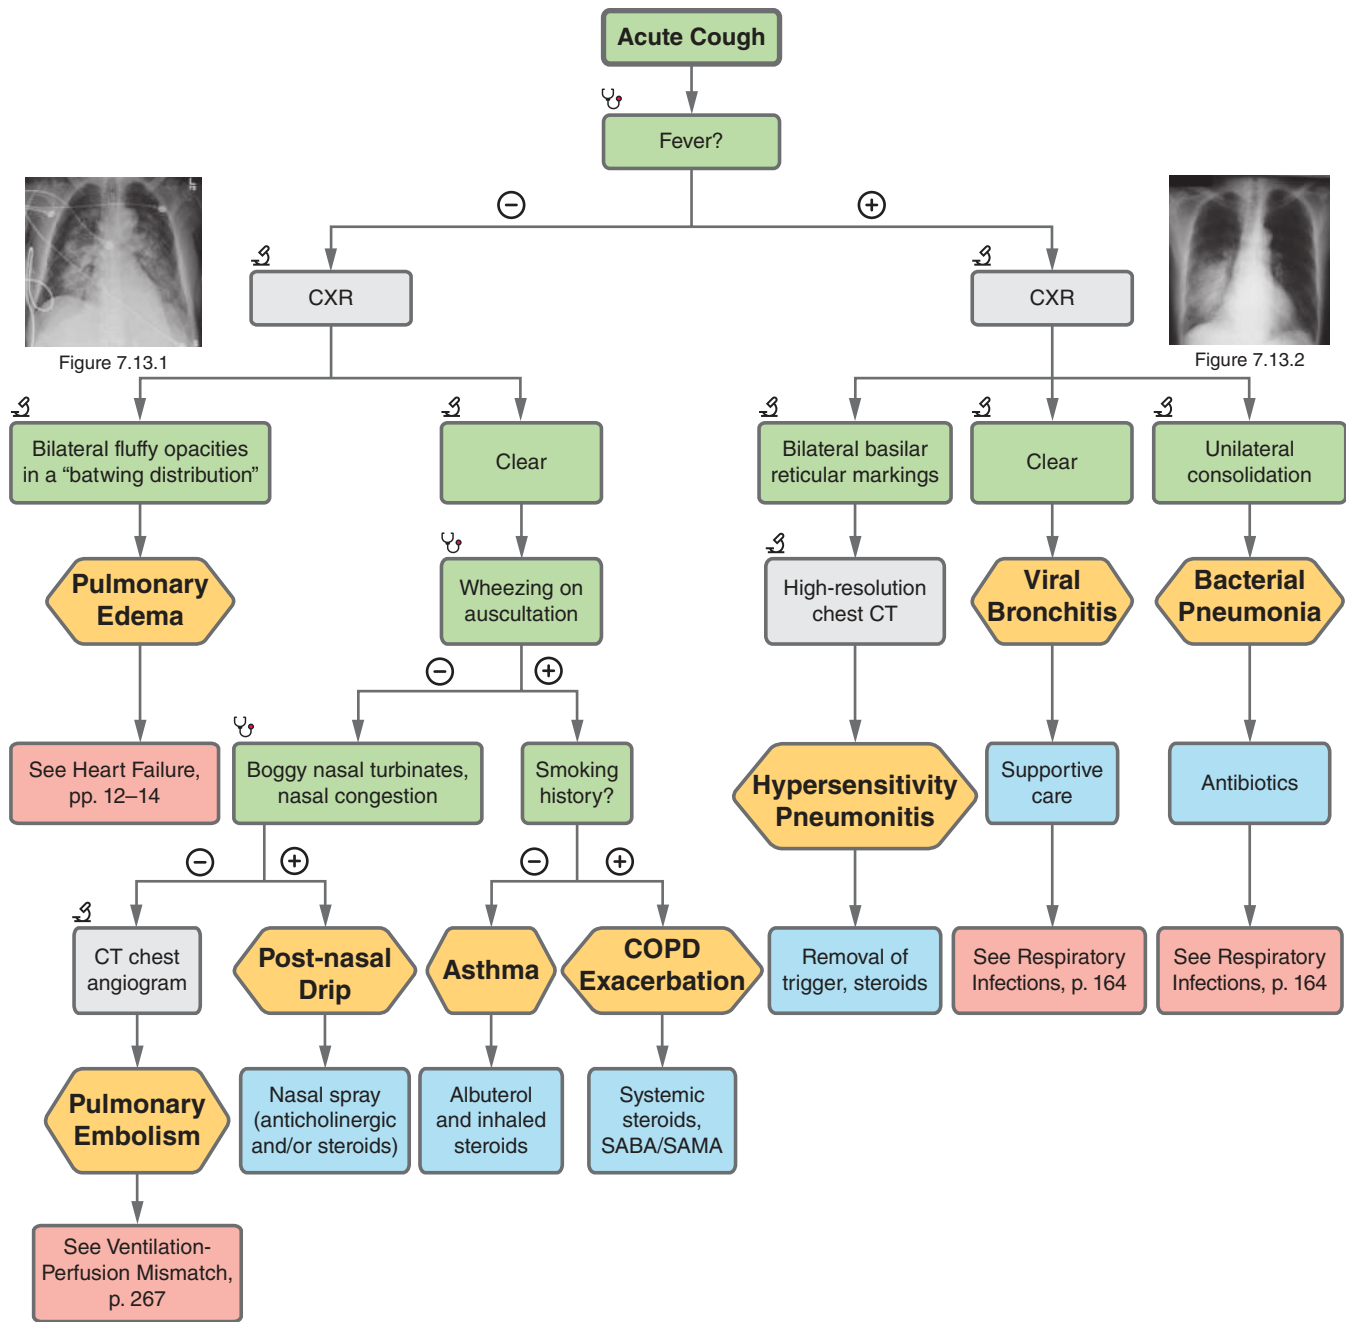 Acute Cough
Fever?
−
+
CXR
CXR
Figure 7.13.1
Figure 7.13.2
Bilateral fluffy opacities
in a “batwing distribution”
Clear
Bilateral basilar
reticular markings
Clear
Unilateral
consolidation
Pulmonary
Edema
Wheezing on
auscultation
High-resolution
chest CT
Viral
Bronchitis
Bacterial
Pneumonia
−
+
See Heart Failure,
pp. 12–14
Boggy nasal turbinates,
nasal congestion
Smoking
history?
Hypersensitivity
Pneumonitis
Supportive
care
Antibiotics
−
+
−
+
CT chest
angiogram
Post-nasal
Drip
Asthma
COPD
Exacerbation
Removal of
trigger, steroids
See Respiratory
Infections, p. 164
See Respiratory
Infections, p. 164
Pulmonary
Embolism
Nasal spray
(anticholinergic
and/or steroids)
Albuterol
and inhaled
steroids
Systemic
steroids,
SABA/SAMA
See Ventilation-
Perfusion Mismatch,
p. 267